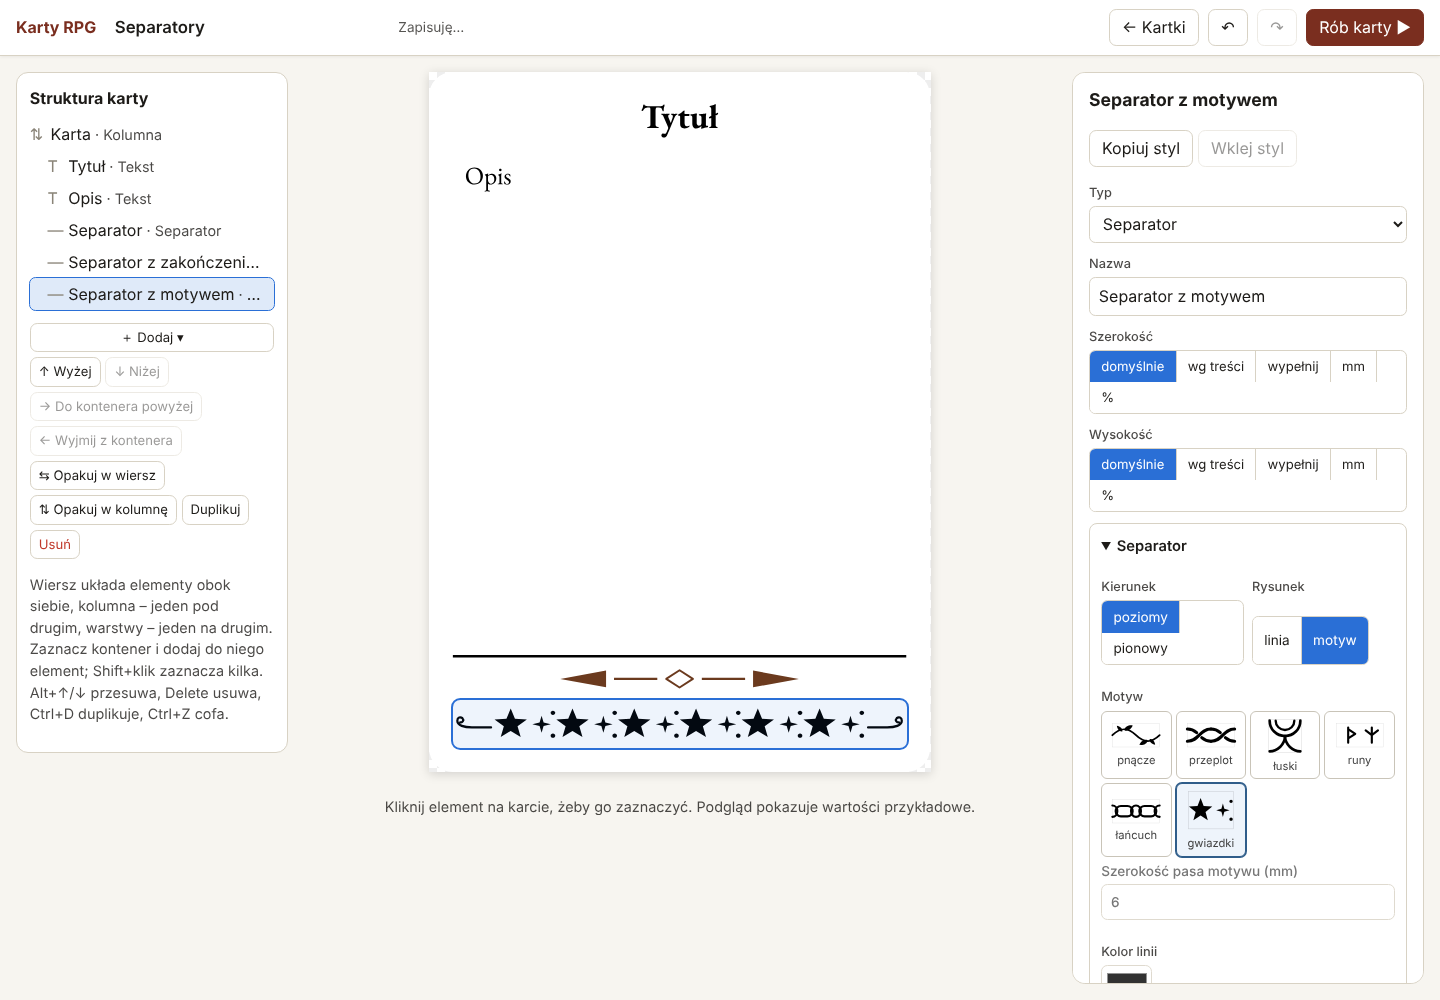 Karty RPG Separatory Zapisuję... ← Kartki ↶ ↷ Rób karty ▶
Struktura karty
⇅ Karta · Kolumna
T Tytuł · Tekst
T Opis · Tekst
— Separator · Separator
— Separator z zakończeni...
— Separator z motywem · ...
+ Dodaj ▾
↑ Wyżej ↓ Niżej
→ Do kontenera powyżej
← Wyjmij z kontenera
⇆ Opakuj w wiersz
⇅ Opakuj w kolumnę Duplikuj
Usuń
Wiersz układa elementy obok
siebie, kolumna – jeden pod
drugim, warstwy – jeden na drugim.
Zaznacz kontener i dodaj do niego
element; Shift+klik zaznacza kilka.
Alt+↑/↓ przesuwa, Delete usuwa,
Ctrl+D duplikuje, Ctrl+Z cofa.
Tytuł
Opis
Kliknij element na karcie, żeby go zaznaczyć. Podgląd pokazuje wartości przykładowe.
Separator z motywem
Kopiuj styl Wklej styl
Typ
Separator
Nazwa
Separator z motywem
Szerokość
domyślnie wg treści wypełnij mm
%
Wysokość
domyślnie wg treści wypełnij mm
%
▼ Separator
Kierunek Rysunek
poziomy
pionowy
linia motyw
Motyw
pnącze przeplot łuski runy
łańcuch gwiazdki
Szerokość pasa motywu (mm)
6
Kolor linii